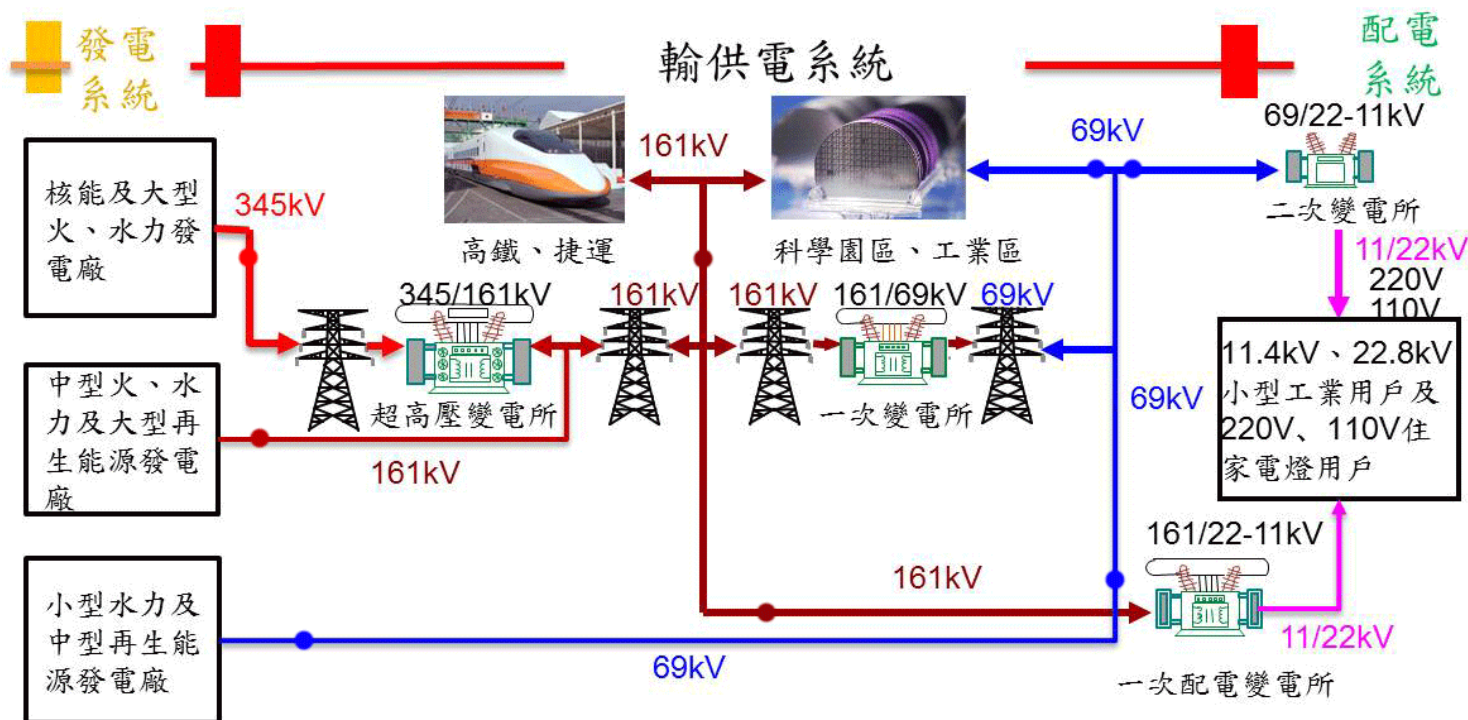 發電
系統
輸供電系統
配電
系統
核能及大型
火、水力發
電廠
345kV
161kV
高鐵、捷運
科學園區、工業區
69kV
69/22-11kV
二次變電所
11/22kV
220V
110V
345/161kV
超高壓變電所
161kV
161kV
161/69kV
一次變電所
69kV
69kV
11.4kV、22.8kV
小型工業用戶及
220V、110V住
家電燈用戶
中型火、水
力及大型再
生能源發電
廠
161kV
小型水力及
中型再生能
源發電廠
69kV
161kV
161/22-11kV
11/22kV
一次配電變電所